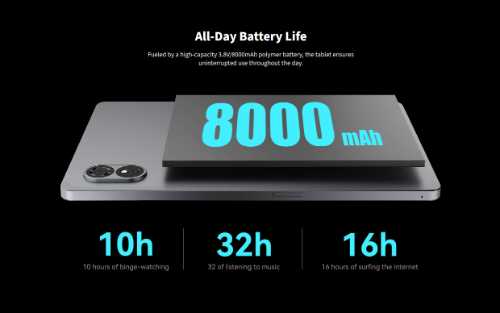 All-Day Battery Life
Fueled by a high-capacity 3.8V/8000mAh polymer battery, the tablet ensures
uninterrupted use throughout the day.
8000 mAh
10h
32h
16h
10 hours of binge-watching
32 of listening to music
16 hours of surfing the internet